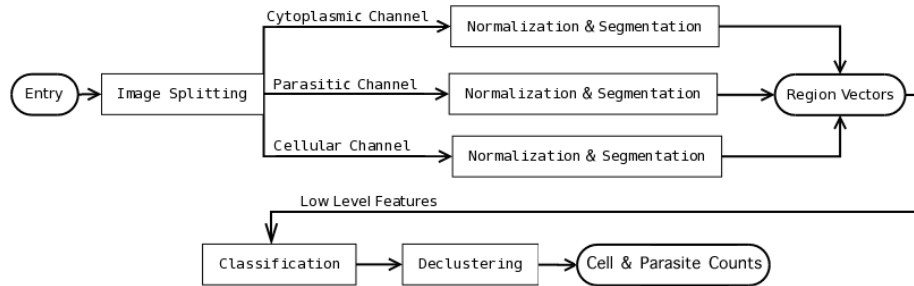 Cytoplasmic Channel
Normalization & Segmentation
Entry
Image Splitting
Parasitic Channel
Normalization & Segmentation
Region Vectors
Cellular Channel
Normalization & Segmentation
Low Level Features
Classification
Declustering
Cell & Parasite Counts